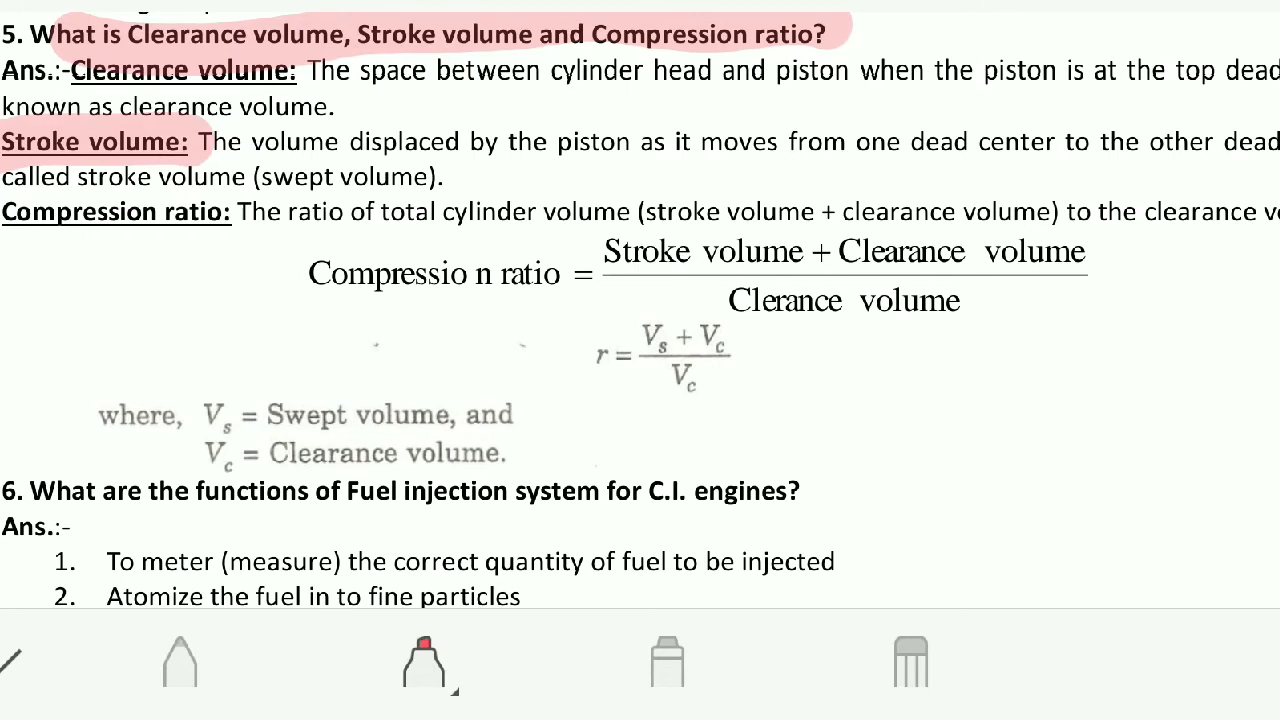 5. What is Clearance volume, Stroke volume and Compression ratio?
Ans.:-Clearance volume: The space between cylinder head and piston when the piston is at the top dead
known as clearance volume.
Stroke volume: The volume displaced by the piston as it moves from one dead center to the other dead
called stroke volume (swept volume).
Compression ratio: The ratio of total cylinder volume (stroke volume + clearance volume) to the clearance
Compressio n ratio = Stroke volume + Clearance volume
Clerance volume
r = Vs + Vc
Vc
where, Vs = Swept volume, and
Vc = Clearance volume.
6. What are the functions of Fuel injection system for C.I. engines?
Ans.:-
1. To meter (measure) the correct quantity of fuel to be injected
2. Atomize the fuel in to fine particles